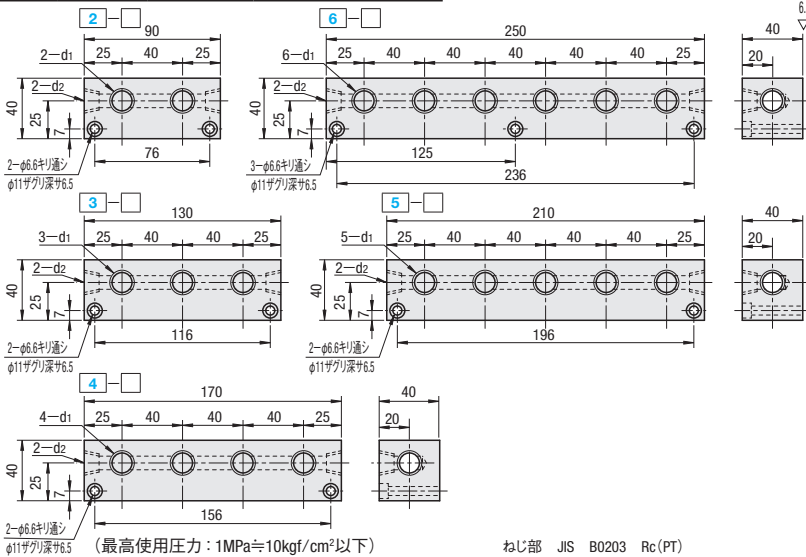 2-□
90
25 40 25
2-d1
2-d2
40
25
7
76
2-φ6.6キリ通シ
φ11ザグリ深サ6.5
6-□
250
25 40 40 40 40 40 25
6-d1
2-d2
40
25
7
125
236
3-φ6.6キリ通シ
φ11ザグリ深サ6.5
6.
40
20
3-□
130
25 40 40 25
3-d1
2-d2
40
25
7
116
2-φ6.6キリ通シ
φ11ザグリ深サ6.5
5-□
210
25 40 40 40 40 25
5-d1
2-d2
40
25
7
196
2-φ6.6キリ通シ
φ11ザグリ深サ6.5
40
20
4-□
170
25 40 40 40 25
4-d1
2-d2
40
25
7
156
2-φ6.6キリ通シ
φ11ザグリ深サ6.5
40
20
(最高使用圧力：1MPa≒10kgf/cm²以下)
ねじ部 JIS B0203 Rc(PT)